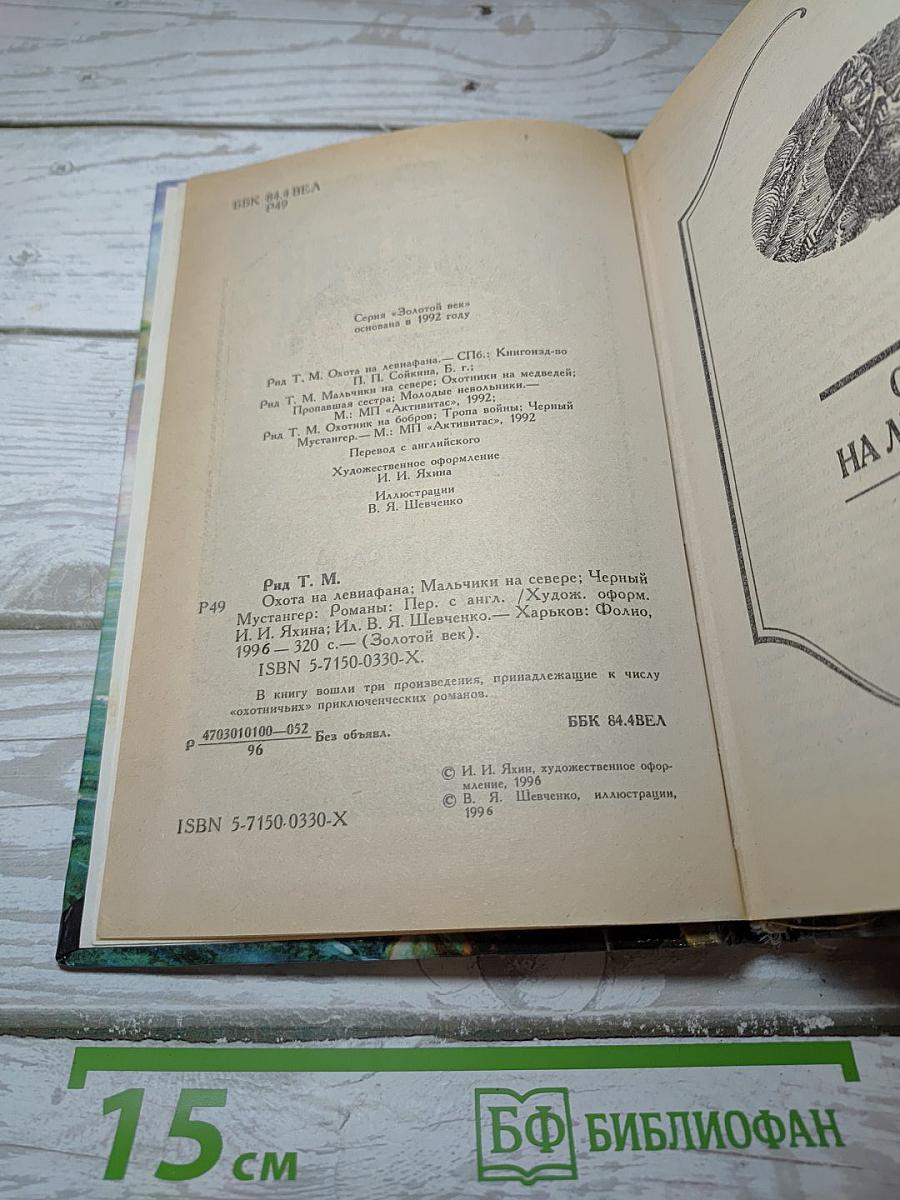 ББК 84.4 ВЕЛ
Р49
Серия «Золотой век»
основана в 1992 году
Рид Т. М. Охота на левиафана.— СПб.: Книгоизд-во
П. П. Сойкина, Б. г.;
Рид Т. М. Мальчики на севере; Охотники на медведей;
Пропавшая сестра; Молодые невольники.—
М.: МП «Активитас», 1992;
Рид Т. М. Охотник на бобров; Тропа войны; Черный
Мустангер.— М.: МП «Активитас», 1992
Перевод с английского
Художественное оформление
И. И. Яхина
Иллюстрации
В. Я. Шевченко
Рид Т. М.
Р49 Охота на левиафана; Мальчики на севере; Черный
Мустангер: Романы: Пер. с англ. /Худож. оформ.
И. И. Яхина; Ил. В. Я. Шевченко.— Харьков: Фолио,
1996 — 320 с.— (Золотой век).
ISBN 5-7150-0330-X.
В книгу вошли три произведения, принадлежащие к числу
«охотничьих» приключенческих романов.
Р 4703010100—052
96
Без объявл.
ББК 84.4ВЕЛ
© И. И. Яхин, художественное офор-
мление, 1996
© В. Я. Шевченко, иллюстрации,
1996
ISBN 5-7150-0330-X
НА
15 см
БФ БИБЛИОФАН